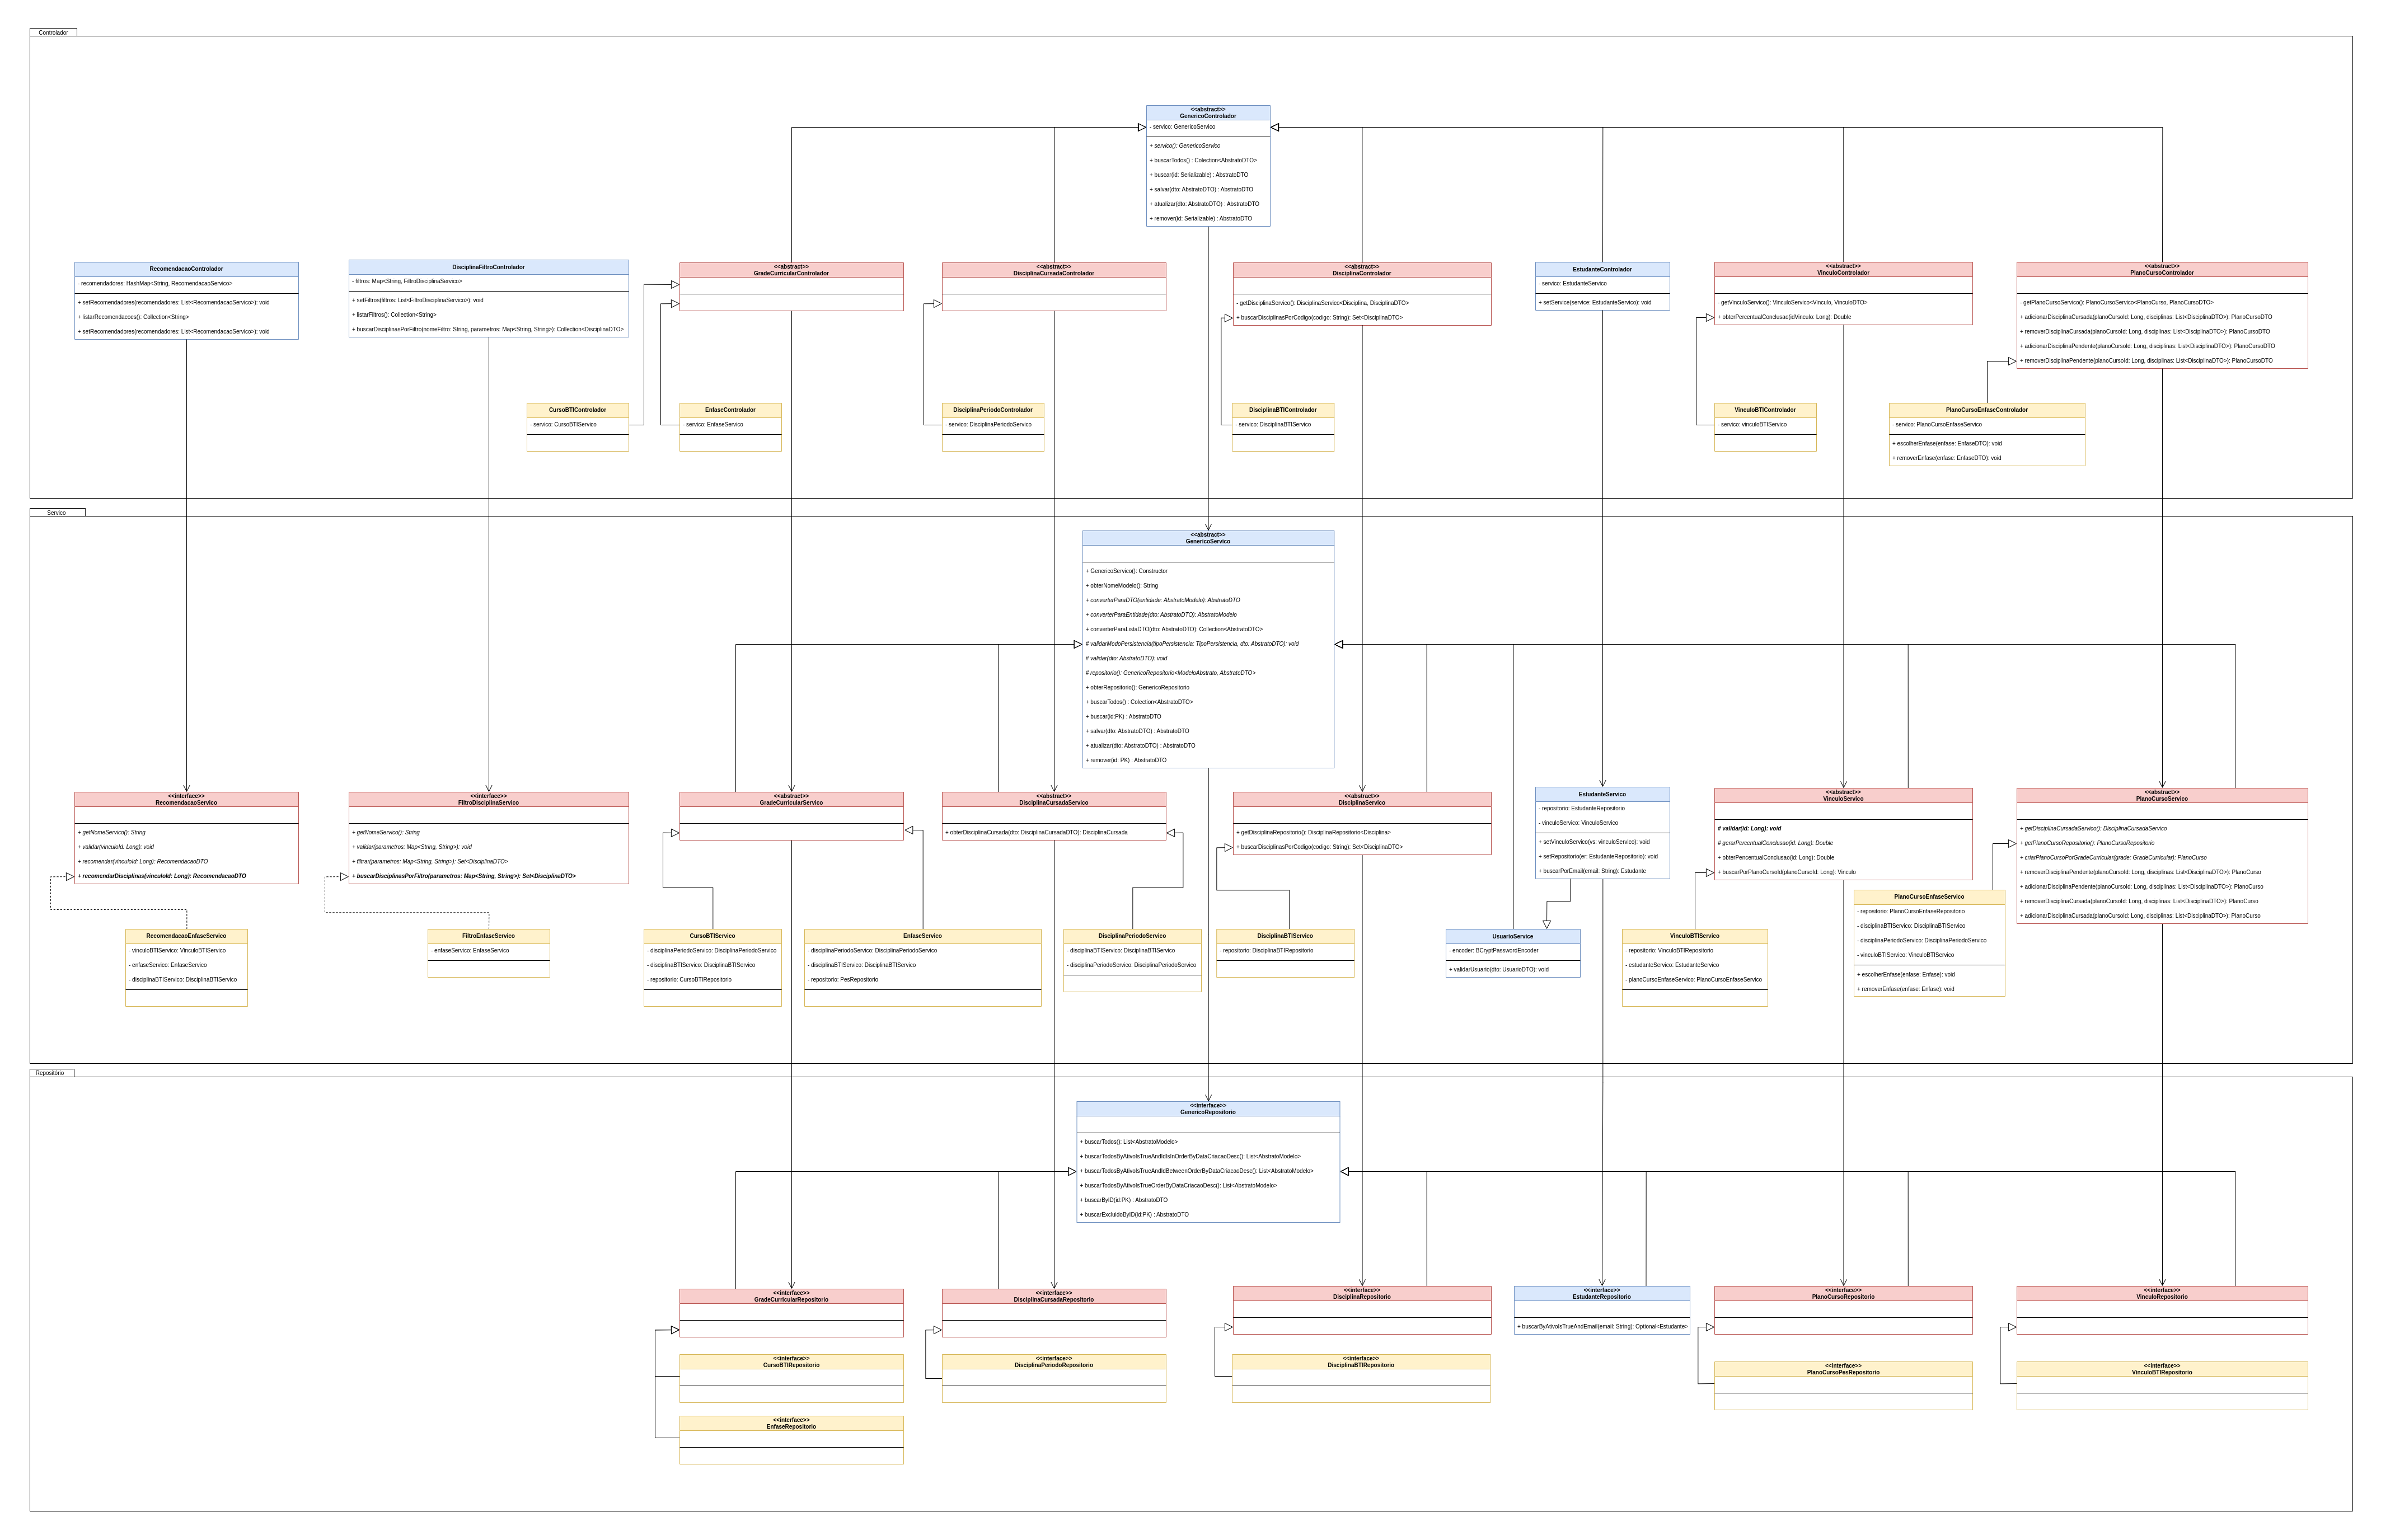 Controlador
<<abstract>>
GenericoControlador
- servico: GenericoServico
+ servico(): GenericoServico
+ buscarTodos() : Colection<AbstratoDTO>
+ buscar(id: Serializable) : AbstratoDTO
+ salvar(dto: AbstratoDTO) : AbstratoDTO
+ atualizar(dto: AbstratoDTO) : AbstratoDTO
+ remover(id: Serializable) : AbstratoDTO
RecomendacaoControlador
- recomendadores: HashMap<String, RecomendacaoServico>
+ setRecomendadores(recomendadores: List<RecomendacaoServico>): void
+ listarRecomendacoes(): Collection<String>
+ setRecomendadores(recomendadores: List<RecomendacaoServico>): void
DisciplinaFiltroControlador
- filtros: Map<String, FiltroDisciplinaServico>
+ setFiltros(filtros: List<FiltroDisciplinaServico>): void
+ listarFiltros(): Collection<String>
+ buscarDisciplinasPorFiltro(nomeFiltro: String, parametros: Map<String, String>): Collection<DisciplinaDTO>
<<abstract>>
GradeCurricularControlador
<<abstract>>
DisciplinaCursadaControlador
<<abstract>>
DisciplinaControlador
- getDisciplinaServico(): DisciplinaServico<Disciplina, DisciplinaDTO>
+ buscarDisciplinasPorCodigo(codigo: String): Set<DisciplinaDTO>
EstudanteControlador
- servico: EstudanteServico
+ setService(service: EstudanteServico): void
<<abstract>>
VinculoControlador
- getVinculoServico(): VinculoServico<Vinculo, VinculoDTO>
+ obterPercentualConclusao(idVinculo: Long): Double
<<abstract>>
PlanoCursoControlador
- getPlanoCursoServico(): PlanoCursoServico<PlanoCurso, PlanoCursoDTO>
+ adicionarDisciplinaCursada(planoCursoId: Long, disciplinas: List<DisciplinaDTO>): PlanoCursoDTO
+ removerDisciplinaCursada(planoCursoId: Long, disciplinas: List<DisciplinaDTO>): PlanoCursoDTO
+ adicionarDisciplinaPendente(planoCursoId: Long, disciplinas: List<DisciplinaDTO>): PlanoCursoDTO
+ removerDisciplinaPendente(planoCursoId: Long, disciplinas: List<DisciplinaDTO>): PlanoCursoDTO
CursoBTIControlador
- servico: CursoBTIServico
EnfaseControlador
- servico: EnfaseServico
DisciplinaPeriodoControlador
- servico: DisciplinaPeriodoServico
DisciplinaBTIControlador
- servico: DisciplinaBTIServico
VinculoBTIControlador
- servico: vinculoBTIServico
PlanoCursoEnfaseControlador
- servico: PlanoCursoEnfaseServico
+ escolherEnfase(enfase: EnfaseDTO): void
+ removerEnfase(enfase: EnfaseDTO): void
Servico
<<abstract>>
GenericoServico
+ GenericoServico(): Constructor
+ obterNomeModelo(): String
+ converterParaDTO(entidade: AbstratoModelo): AbstratoDTO
+ converterParaEntidade(dto: AbstratoDTO): AbstratoModelo
+ converterParaListaDTO(dto: AbstratoDTO): Collection<AbstratoDTO>
# validarModoPersistencia(tipoPersistencia: TipoPersistencia, dto: AbstratoDTO): void
# validar(dto: AbstratoDTO): void
# repositorio(): GenericoRepositorio<ModeloAbstrato, AbstratoDTO>
+ obterRepositorio(): GenericoRepositorio
+ buscarTodos() : Colection<AbstratoDTO>
+ buscar(id:PK) : AbstratoDTO
+ salvar(dto: AbstratoDTO) : AbstratoDTO
+ atualizar(dto: AbstratoDTO) : AbstratoDTO
+ remover(id: PK) : AbstratoDTO
<<interface>>
RecomendacaoServico
+ getNomeServico(): String
+ validar(vinculoId: Long): void
+ recomendar(vinculoId: Long): RecomendacaoDTO
+ recomendarDisciplinas(vinculoId: Long): RecomendacaoDTO
<<interface>>
FiltroDisciplinaServico
+ getNomeServico(): String
+ validar(parametros: Map<String, String>): void
+ filtrar(parametros: Map<String, String>): Set<DisciplinaDTO>
+ buscarDisciplinasPorFiltro(parametros: Map<String, String>): Set<DisciplinaDTO>
<<abstract>>
GradeCurricularServico
<<abstract>>
DisciplinaCursadaServico
+ obterDisciplinaCursada(dto: DisciplinaCursadaDTO): DisciplinaCursada
<<abstract>>
DisciplinaServico
+ getDisciplinaRepositorio(): DisciplinaRepositorio<Disciplina>
+ buscarDisciplinasPorCodigo(codigo: String): Set<DisciplinaDTO>
EstudanteServico
- repositorio: EstudanteRepositorio
- vinculoServico: VinculoServico
+ setVinculoServico(vs: vinculoServico): void
+ setRepositorio(er: EstudanteRepositorio): void
+ buscarPorEmail(email: String): Estudante
<<abstract>>
VinculoServico
# validar(id: Long): void
# gerarPercentualConclusao(id: Long): Double
+ obterPercentualConclusao(id: Long); Double
+ buscarPorPlanoCursoId(planoCursoId: Long): Vinculo
<<abstract>>
PlanoCursoServico
+ getDisciplinaCursadaServico(): DisciplinaCursadaServico
+ getPlanoCursoRepositorio(): PlanoCursoRepositorio
+ criarPlanoCursoPorGradeCurricular(grade: GradeCurricular): PlanoCurso
+ removerDisciplinaPendente(planoCursoId: Long, disciplinas: List<DisciplinaDTO>): PlanoCurso
+ adicionarDisciplinaPendente(planoCursoId: Long, disciplinas: List<DisciplinaDTO>): PlanoCurso
+ removerDisciplinaCursada(planoCursoId: Long, disciplinas: List<DisciplinaDTO>): PlanoCurso
+ adicionarDisciplinaCursada(planoCursoId: Long, disciplinas: List<DisciplinaDTO>): PlanoCurso
RecomendacaoEnfaseServico
- vinculoBTIServico: VinculoBTIServico
- enfaseServico: EnfaseServico
- disciplinaBTIServico: DisciplinaBTIServico
FiltroEnfaseServico
- enfaseServico: EnfaseServico
CursoBTIServico
- disciplinaPeriodoServico: DisciplinaPeriodoServico
- disciplinaBTIServico: DisciplinaBTIServico
- repositorio: CursoBTIRepositorio
EnfaseServico
- disciplinaPeriodoServico: DisciplinaPeriodoServico
- disciplinaBTIServico: DisciplinaBTIServico
- repositorio: PesRepositorio
DisciplinaPeriodoServico
- disciplinaBTIServico: DisciplinaBTIServico
- disciplinaPeriodoServico: DisciplinaPeriodoServico
DisciplinaBTIServico
- repositorio: DisciplinaBTIRepositorio
UsuarioService
- encoder: BCryptPasswordEncoder
+ validarUsuario(dto: UsuarioDTO): void
VinculoBTIServico
- repositorio: VinculoBTIRepositorio
- estudanteServico: EstudanteServico
- planoCursoEnfaseServico: PlanoCursoEnfaseServico
PlanoCursoEnfaseServico
- repositorio: PlanoCursoEnfaseRepositorio
- disciplinaBTIServico: DisciplinaBTIServico
- disciplinaPeriodoServico: DisciplinaPeriodoServico
- vinculoBTIServico: VinculoBTIServico
+ escolherEnfase(enfase: Enfase): void
+ removerEnfase(enfase: Enfase): void
Repositório
<<interface>>
GenericoRepositorio
+ buscarTodos(): List<AbstratoModelo>
+ buscarTodosByAtivoIsTrueAndIdIsInOrderByDataCriacaoDesc(): List<AbstratoModelo>
+ buscarTodosByAtivoIsTrueAndIdBetweenOrderByDataCriacaoDesc(): List<AbstratoModelo>
+ buscarTodosByAtivoIsTrueOrderByDataCriacaoDesc(): List<AbstratoModelo>
+ buscarByID(id:PK) : AbstratoDTO
+ buscarExcluidoByID(id:PK) : AbstratoDTO
<<interface>>
GradeCurricularRepositorio
<<interface>>
DisciplinaCursadaRepositorio
<<interface>>
DisciplinaRepositorio
<<interface>>
EstudanteRepositorio
+ buscarByAtivoIsTrueAndEmail(email: String): Optional<Estudante>
<<interface>>
PlanoCursoRepositorio
<<interface>>
VinculoRepositorio
<<interface>>
CursoBTIRepositorio
<<interface>>
DisciplinaPeriodoRepositorio
<<interface>>
DisciplinaBTIRepositorio
<<interface>>
PlanoCursoPesRepositorio
<<interface>>
VinculoBTIRepositorio
<<interface>>
EnfaseRepositorio